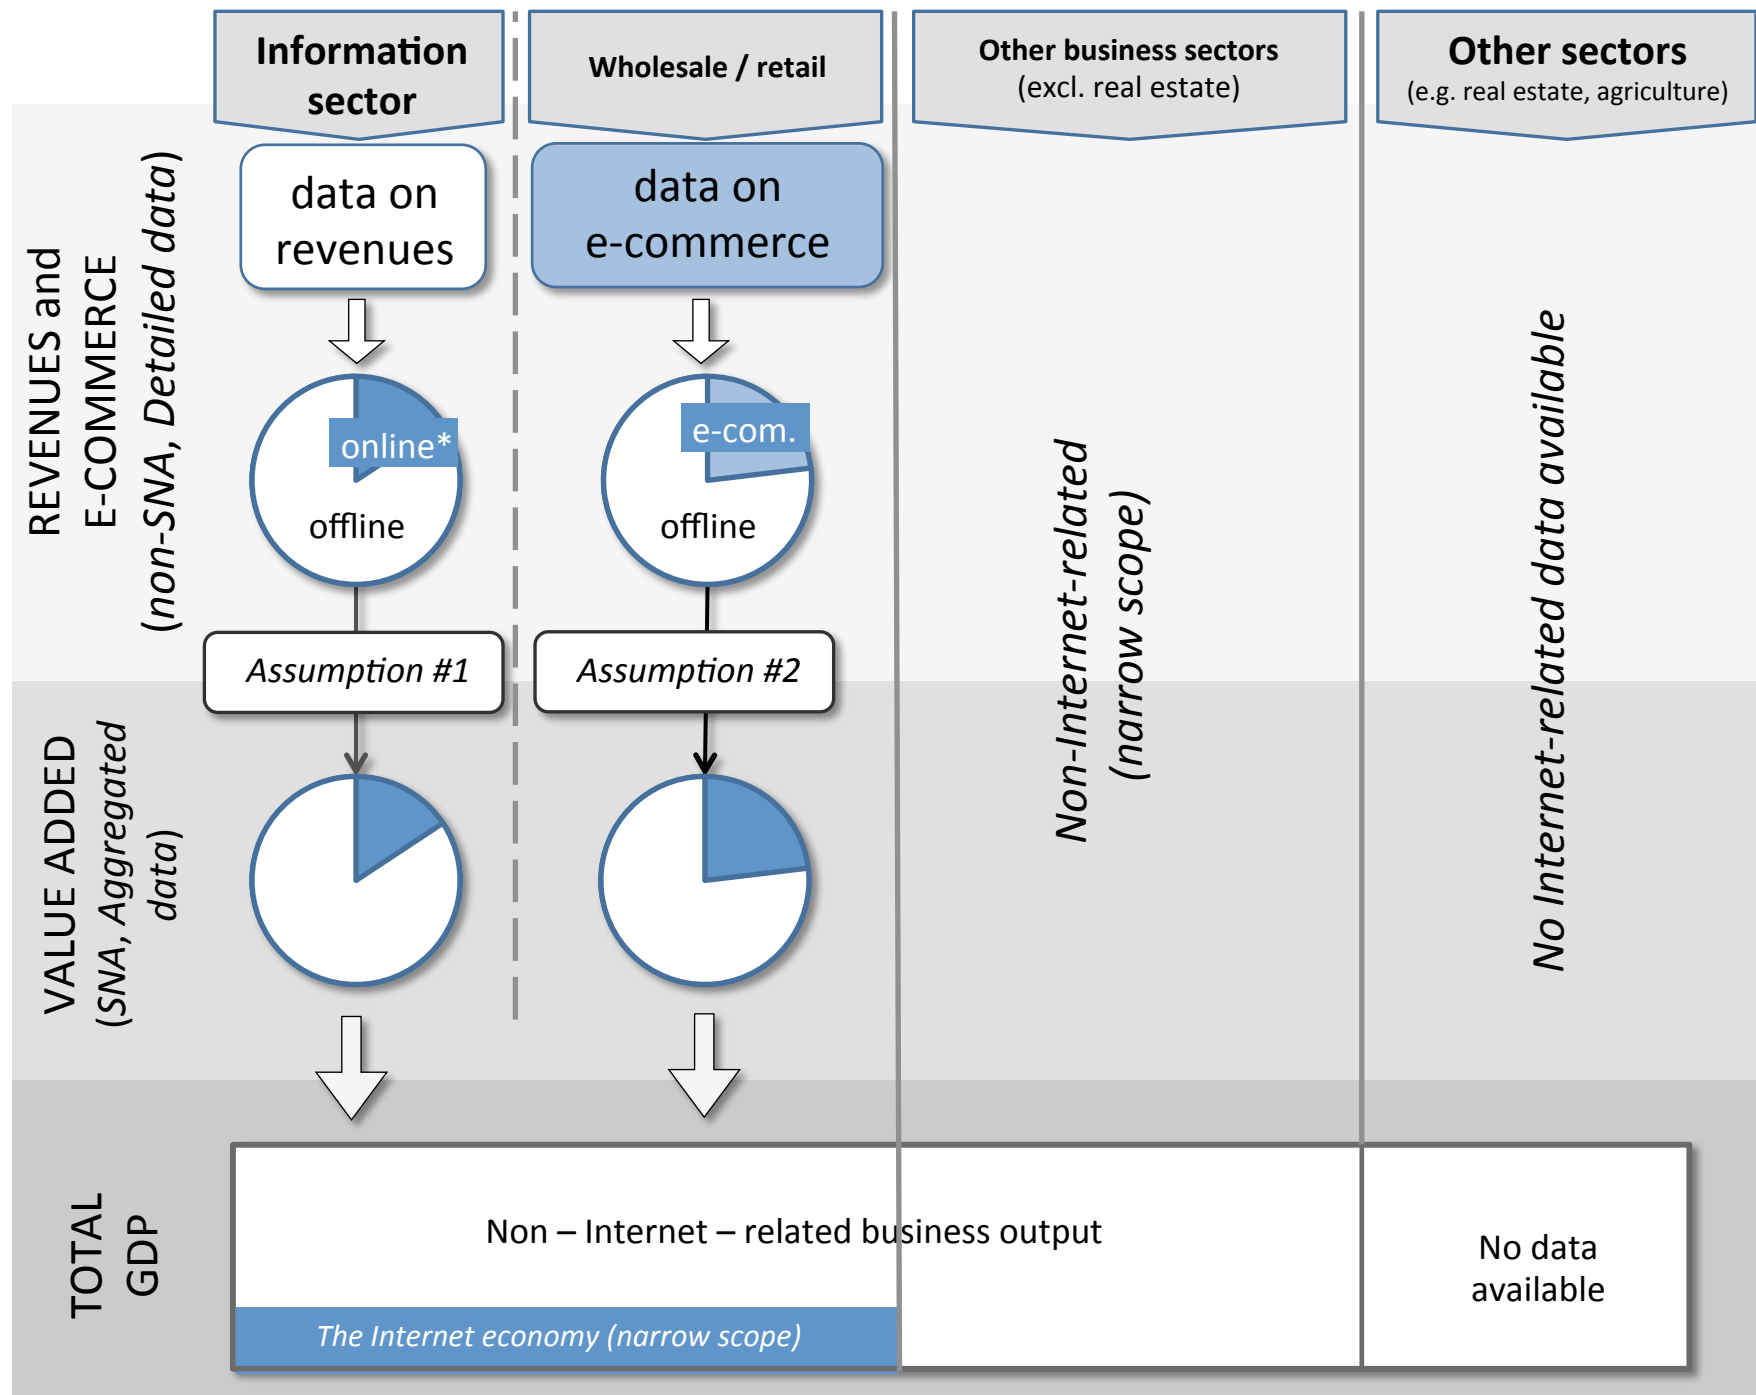 Information
sector
Wholesale / retail
Other business sectors
(excl. real estate)
Other sectors
(e.g. real estate, agriculture)
REVENUES and
E-COMMERCE
(non-SNA, Detailed data)
data on
revenues
data on
e-commerce
online*
offline
e-com.
offline
Assumption #1
Assumption #2
Non-Internet-related
(narrow scope)
No Internet-related data available
VALUE ADDED
(SNA, Aggregated
data)
TOTAL
GDP
Non – Internet – related business output
The Internet economy (narrow scope)
No data
available